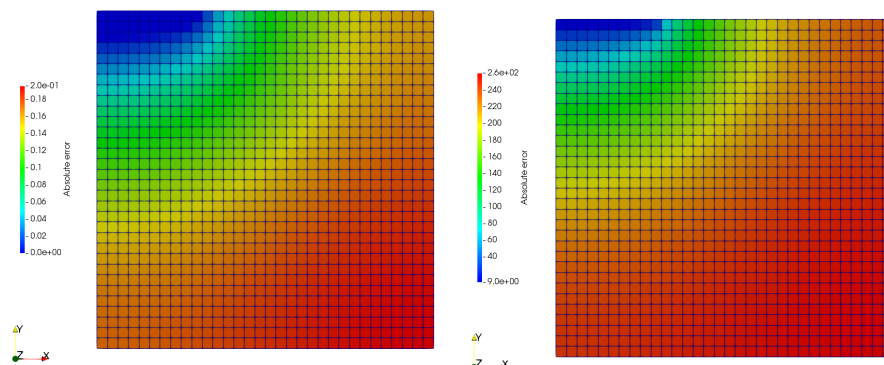 2.0e-01
0.18
0.16
0.14
0.12
0.1
0.08
0.06
0.04
0.02
0.0e+00
Absolute error
Y
Z
X
2.6e+02
240
220
200
180
160
140
120
100
80
60
40
9.0e+00
Absolute error
Y
Z
X